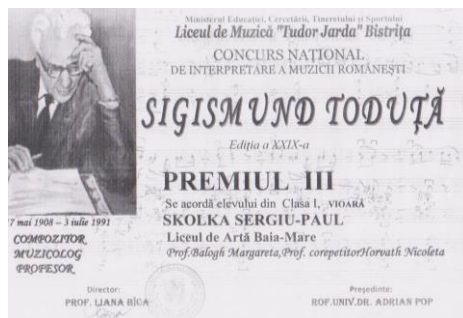 Ministerul Educației, Cercetării, Tineretului și Sportului
Liceul de Muzică "Tudor Jarda" Bistrița
CONCURS NAȚIONAL
DE INTERPRETARE A MUZICII ROMÂNEȘTI
SIGISMUND TODUȚĂ
Ediția a XXIX-a
PREMIUL III
Se acordă elevului din Clasa I, VIOARĂ
SKOLKA SERGIU-PAUL
Liceul de Artă Baia-Mare
Prof.Balogh Margareta,Prof. corepetitorHorvath Nicoleta
7 mai 1908 – 3 iulie 1991
COMPOZITOR
MUZICOLOG
PROFESOR
Director:
PROF. LIANA BÎCA
Președinte:
ROF.UNIV.DR. ADRIAN POP